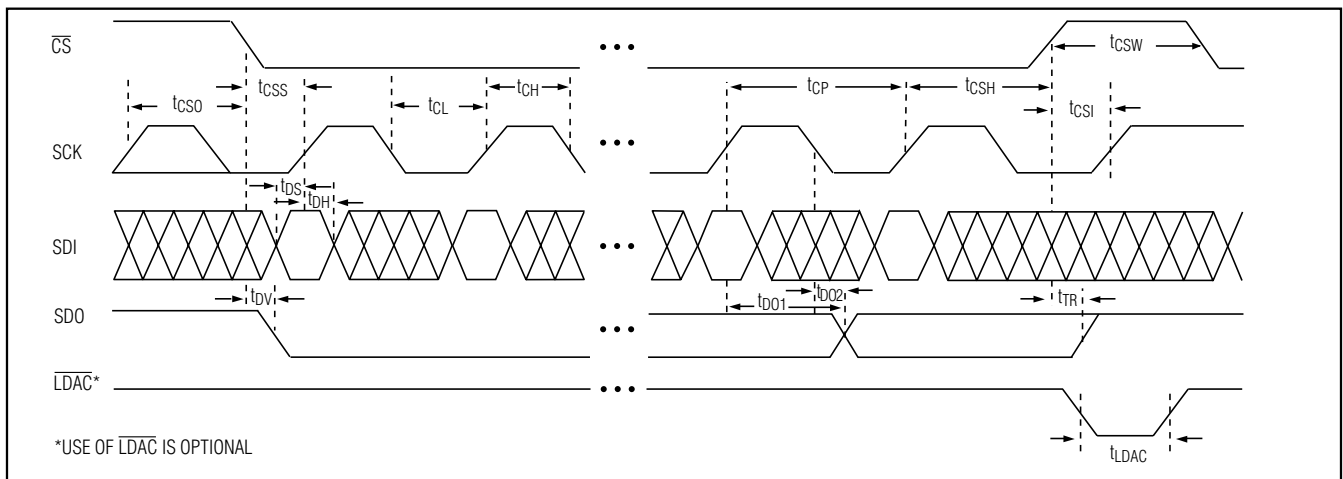 CS
tCSW
tCSO
tCSS
tCL
tCH
tCP
tCSH
tCSI
SCK
tDS
tDH
SDI
tDV
tDO1
tDO2
tTR
SDO
LDAC*
*USE OF LDAC IS OPTIONAL
tLDAC